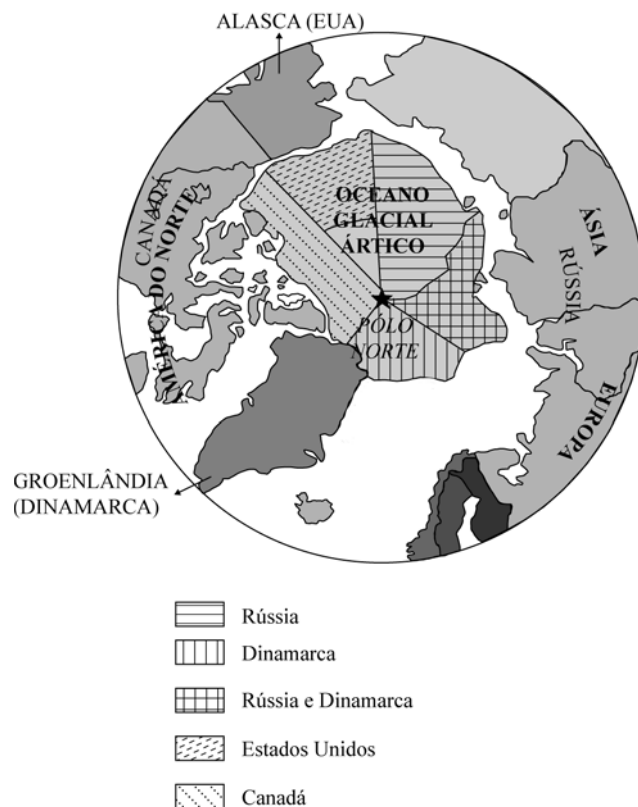 ALASCA (EUA)
CANADÁ
AMÉRICA DO NORTE
OCEANO
GLACIAL
ÁRTICO
PÓLO
NORTE
ÁSIA
RÚSSIA
EUROPA
GROENLÂNDIA
(DINAMARCA)
Rússia
Dinamarca
Rússia e Dinamarca
Estados Unidos
Canadá